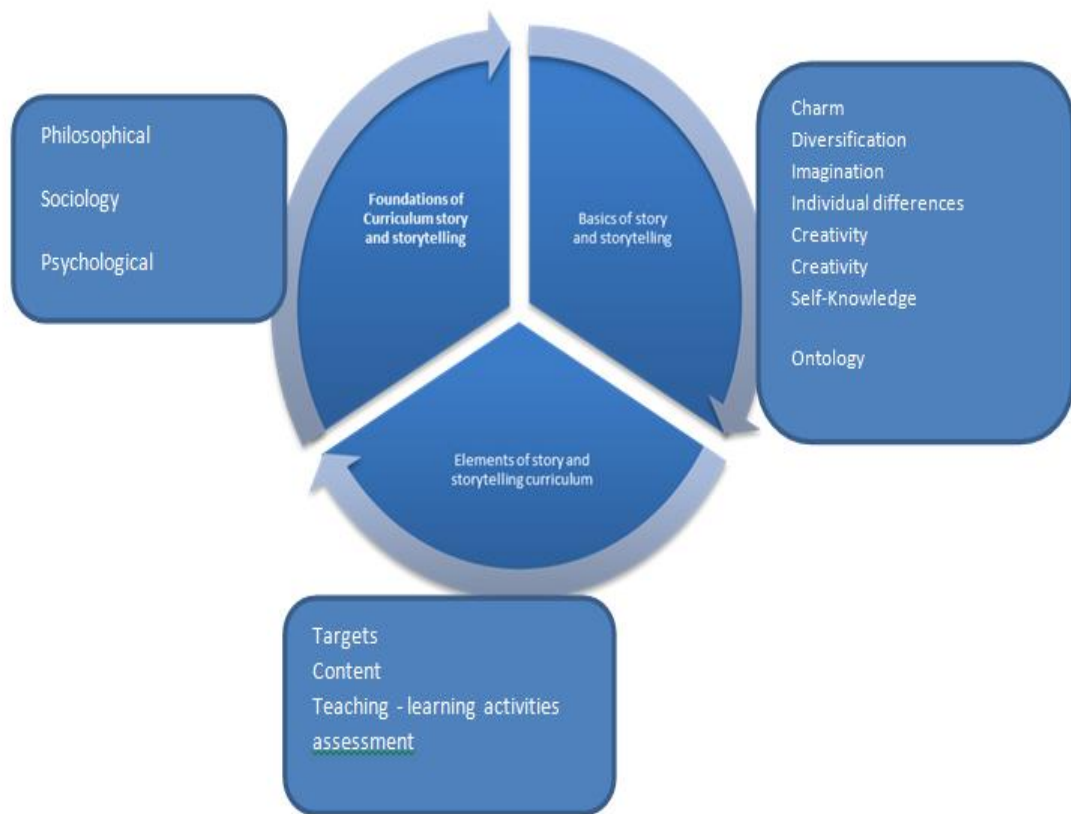 Philosophical
Sociology
Psychological
Foundations of
Curriculum story
and storytelling
Basics of story
and storytelling
Charm
Diversification
Imagination
Individual differences
Creativity
Creativity
Self-Knowledge
Ontology
Elements of story and
storytelling curriculum
Targets
Content
Teaching - learning activities
assessment